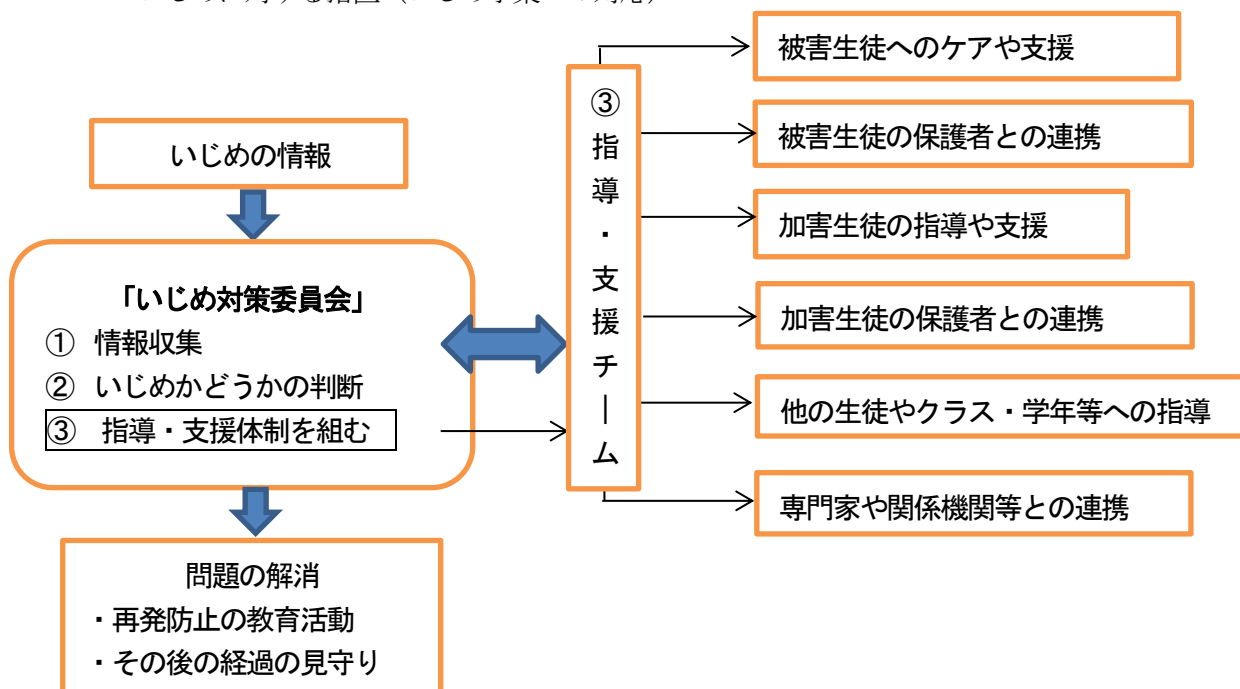 いじめの情報
「いじめ対策委員会」
① 情報収集
② いじめかどうかの判断
③ 指導・支援体制を組む
問題の解消
・再発防止の教育活動
・その後の経過の見守り
③指導・支援チーム
被害生徒へのケアや支援
被害生徒の保護者との連携
加害生徒の指導や支援
加害生徒の保護者との連携
他の生徒やクラス・学年等への指導
専門家や関係機関等との連携